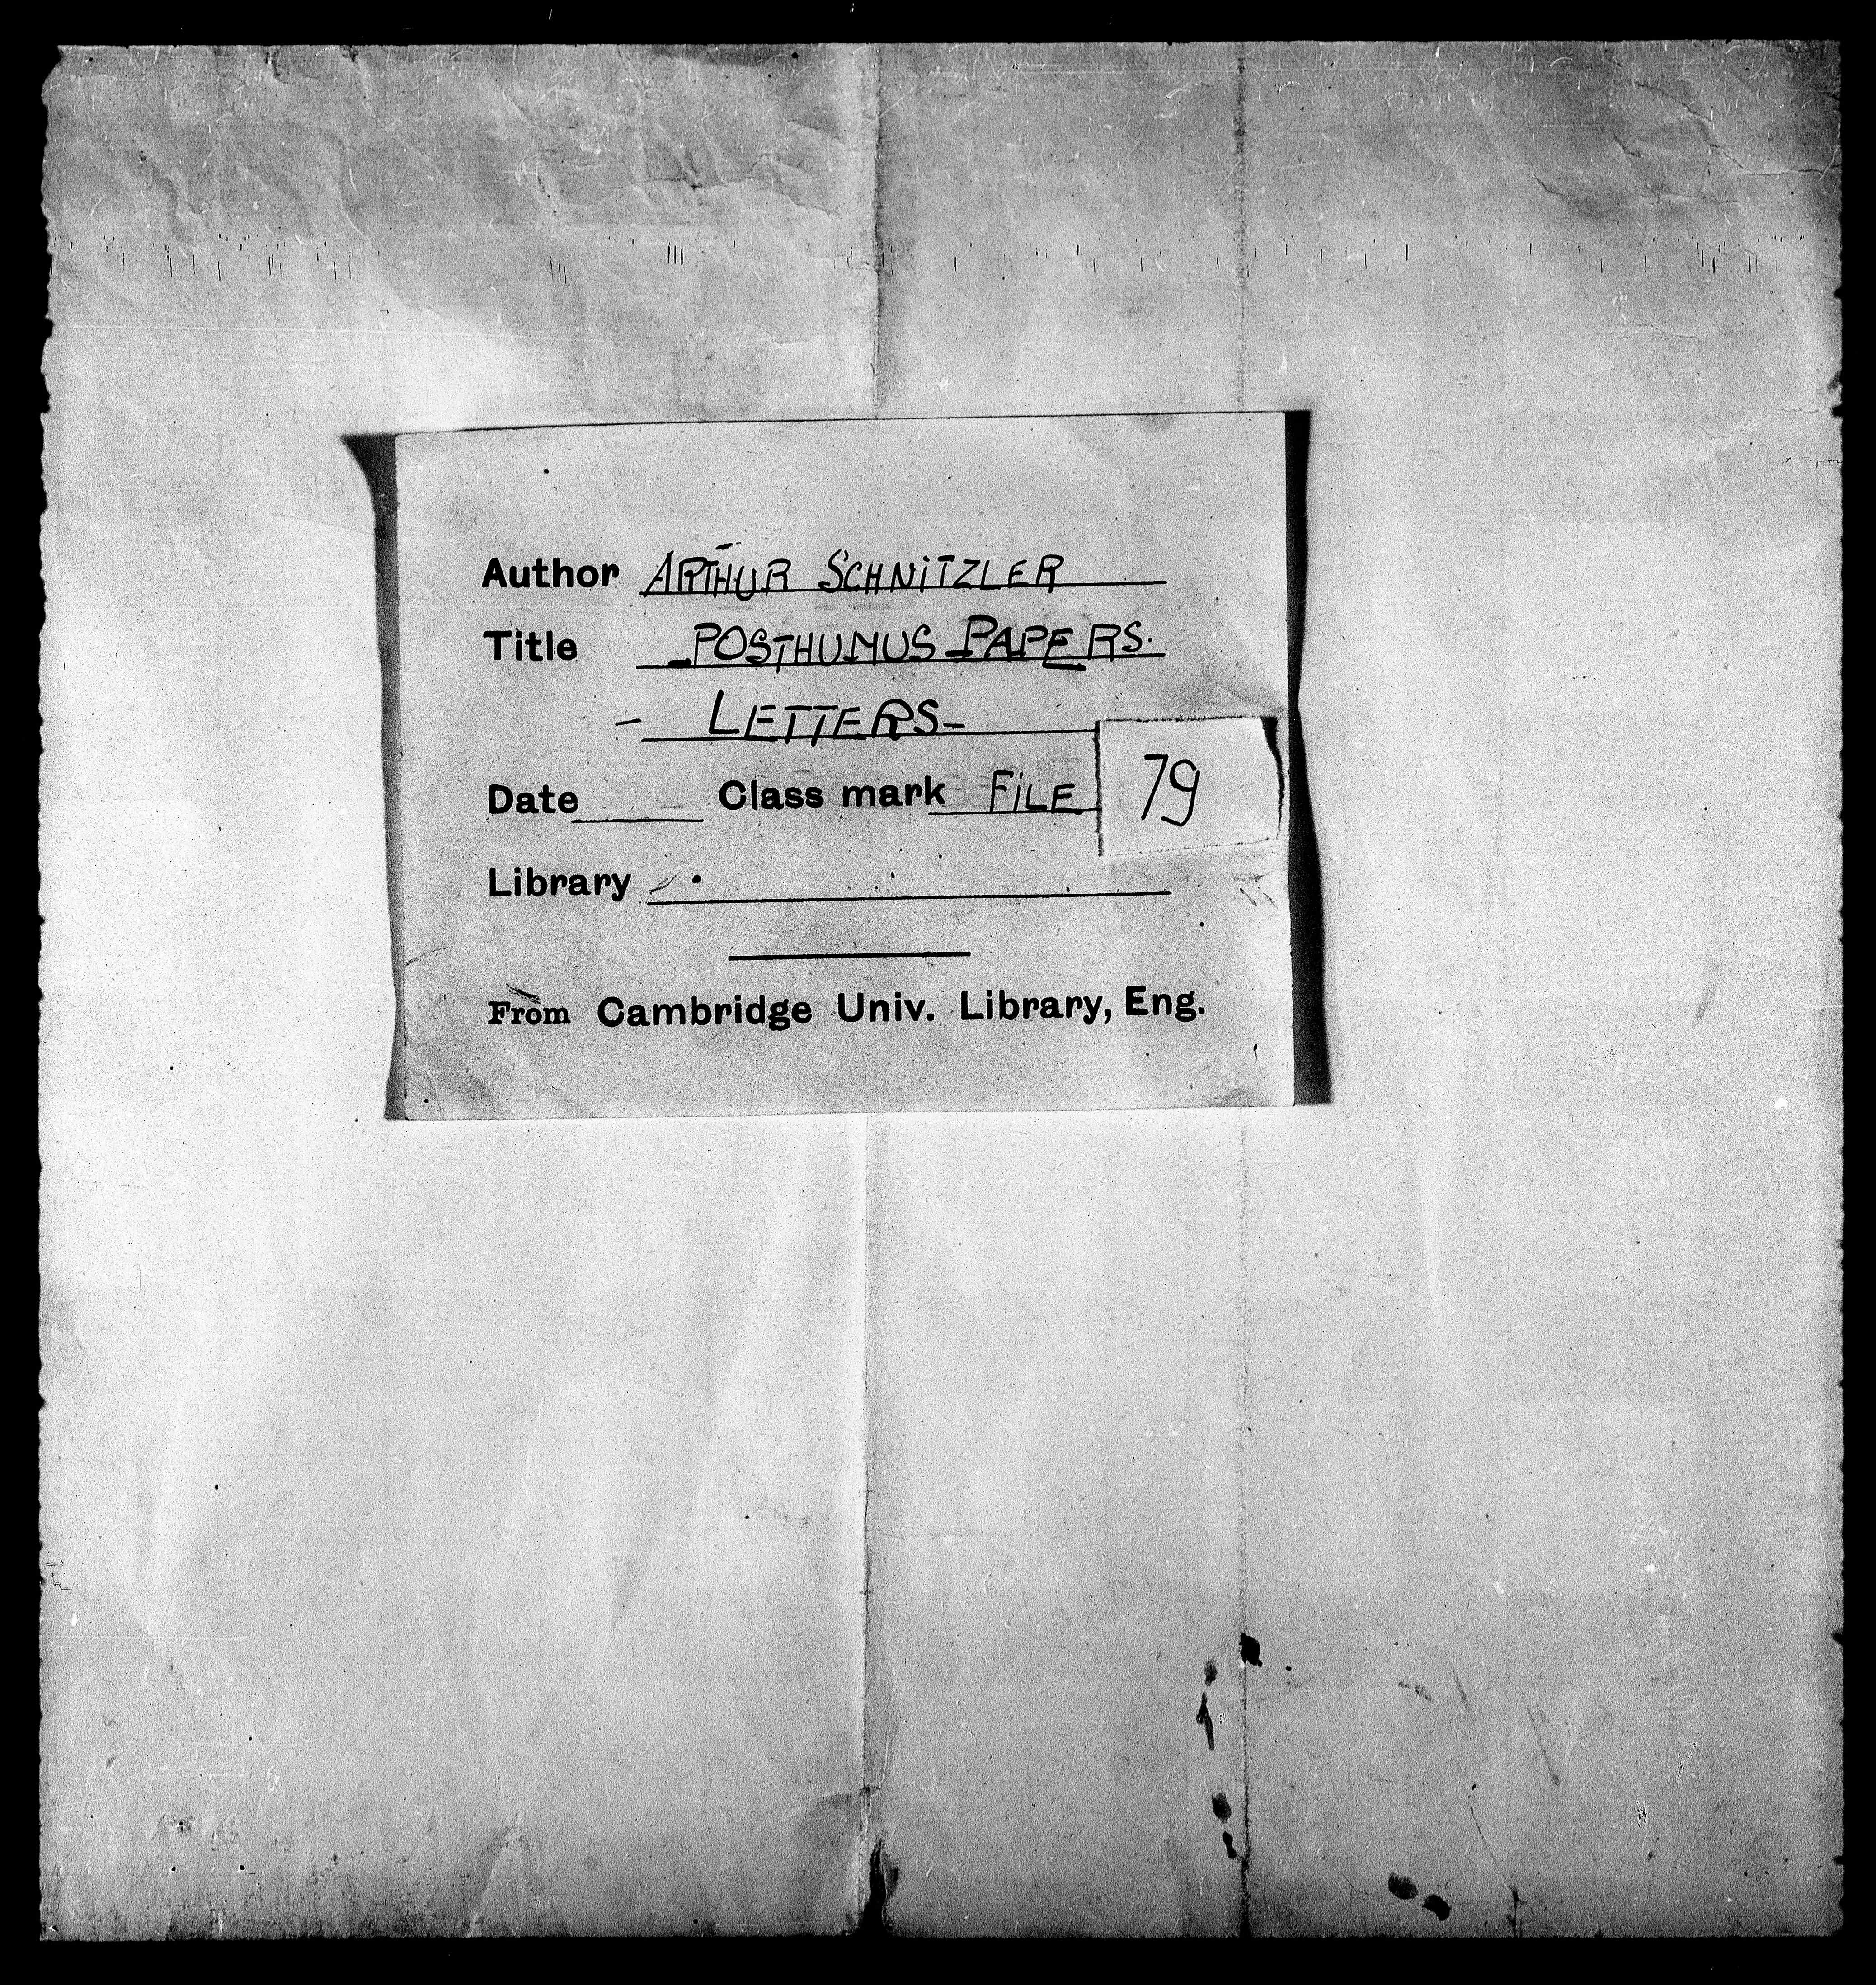 Author ARTHUR SCHNITZLER
Title POSTHUMUS PAPERS.
- LETTERS -
Date Class mark FILE 79
Library
From Cambridge Univ. Library, Eng.